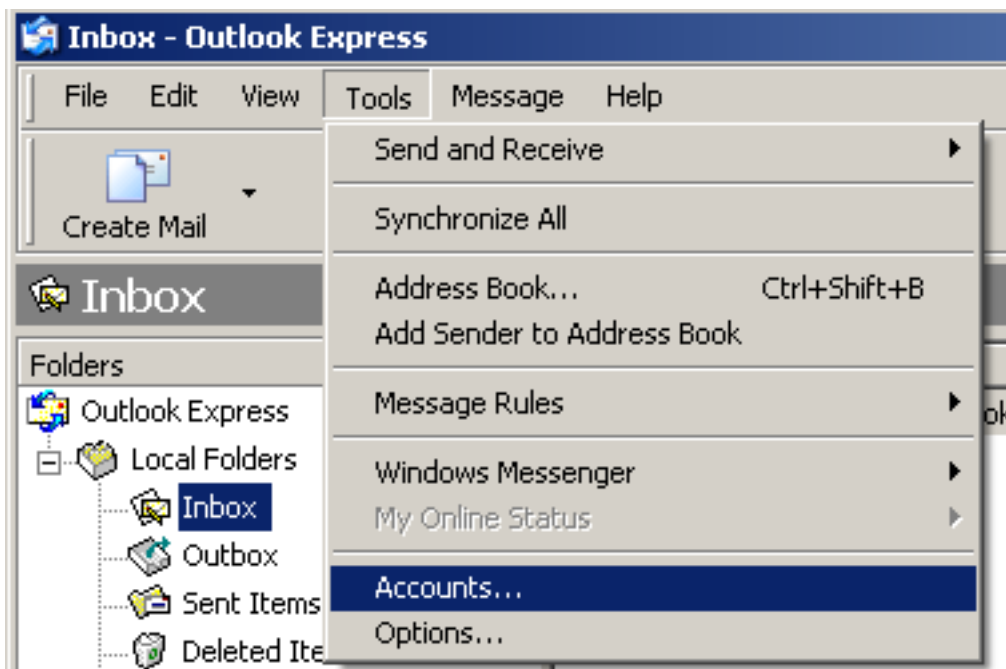 Inbox - Outlook Express
File Edit View Tools Message Help
Create Mail
Send and Receive
Synchronize All
Address Book... Ctrl+Shift+B
Add Sender to Address Book
Message Rules
Windows Messenger
My Online Status
Accounts...
Options...
Inbox
Folders
Outlook Express
Local Folders
Inbox
Outbox
Sent Items
Deleted Ite